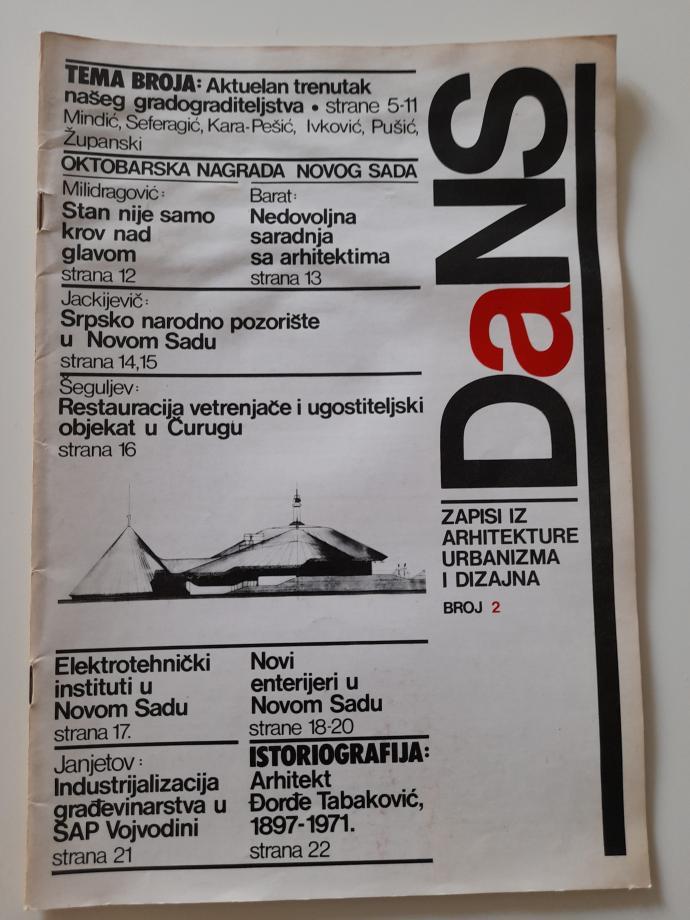 TEMA BROJA: Aktuelan trenutak
našeg gradograditeljstva • strane 5-11
Mindić, Seferagić, Kara-Pešić, Ivković, Pušić,
Županski
OKTOBARSKA NAGRADA NOVOG SADA
Milidragović:
Stan nije samo
krov nad
glavom
strana 12
Barat:
Nedovoljna
saradnja
sa arhitektima
strana 13
Jackijevič:
Srpsko narodno pozorište
u Novom Sadu
strana 14,15
Šeguljev:
Restauracija vetrenjače i ugostiteljski
objekat u Čurugu
strana 16
Elektrotehnički
instituti u
Novom Sadu
strana 17.
Novi
enterijeri u
Novom Sadu
strane 18-20
Janjetov:
Industrijalizacija
građevinarstva u
SAP Vojvodini
strana 21
ISTORIOGRAFIJA:
Arhitekt
Đorđe Tabaković,
1897-1971.
strana 22
DaNS
ZAPISI IZ
ARHITEKTURE
URBANIZMA
I DIZAJNA
BROJ 2